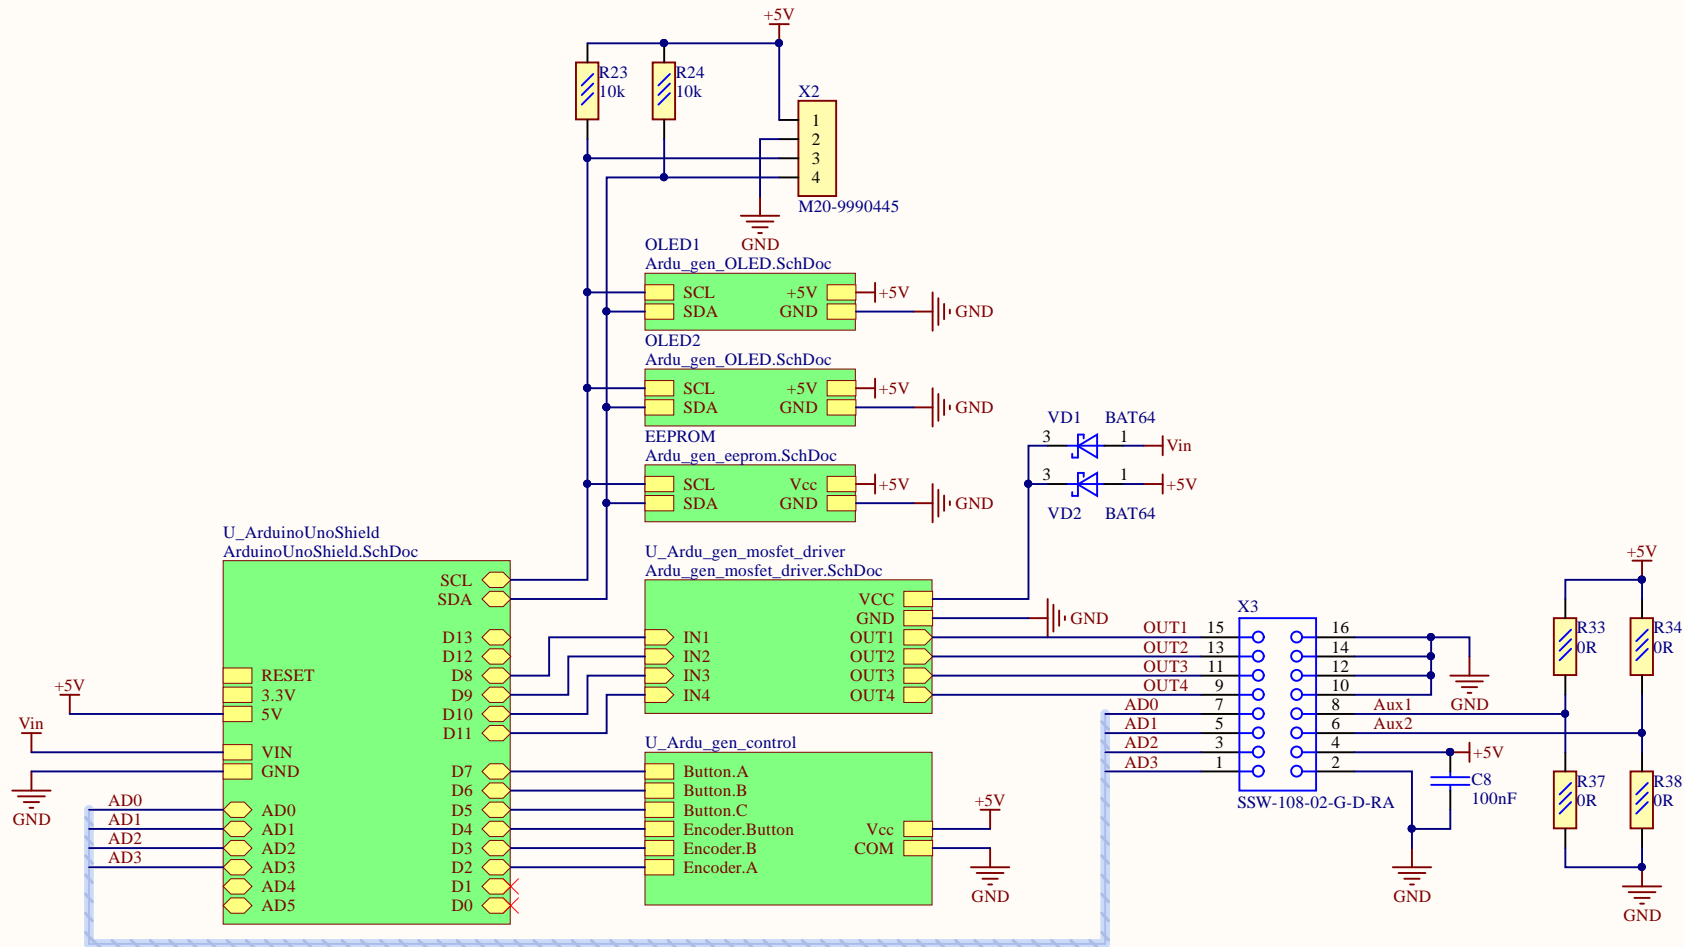 +5V
R23
10k
R24
10k
X2
1
2
3
4
M20-9990445
GND
OLED1
Ardu_gen_OLED.SchDoc
SCL +5V +5V
SDA GND GND
OLED2
Ardu_gen_OLED.SchDoc
SCL +5V +5V
SDA GND GND
EEPROM
Ardu_gen_eeprom.SchDoc
SCL Vcc +5V
SDA GND GND
VD1 BAT64
3 1 Vin
3 1 +5V
VD2 BAT64
U_ArduinoUnoShield
ArduinoUnoShield.SchDoc
SCL
SDA
D13
D12
RESET D8
3.3V D9
5V D10
D11
VIN
GND D7
D6
AD0 D5
AD1 D4
AD2 D3
AD3 D2
AD4 D1
AD5 D0
+5V
Vin
GND
AD0
AD1
AD2
AD3
U_Ardu_gen_mosfet_driver
Ardu_gen_mosfet_driver.SchDoc
VCC
GND GND
IN1 OUT1
IN2 OUT2
IN3 OUT3
IN4 OUT4
U_Ardu_gen_control
Button.A
Button.B
Button.C
Encoder.Button Vcc
Encoder.B COM
Encoder.A
+5V
GND
X3
OUT1 15 16
OUT2 13 14
OUT3 11 12
OUT4 9 10
AD0 7 8 Aux1
AD1 5 6 Aux2
AD2 3 4 +5V
AD3 1 2
SSW-108-02-G-D-RA
GND
C8
100nF
GND
+5V
R33
0R
R34
0R
R37
0R
R38
0R
GND